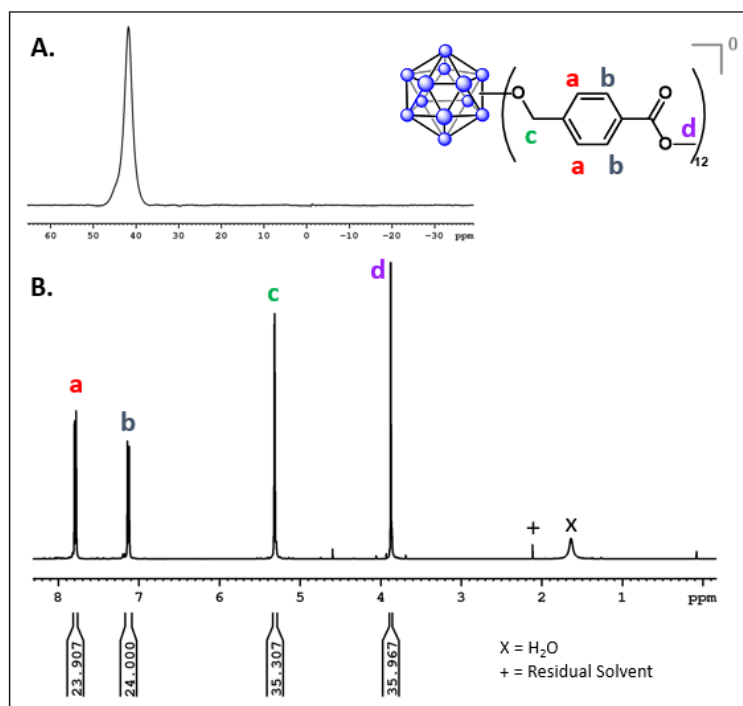 A.
0
a b
O
O
d
c
O
12
a b
60 50 40 30 20 10 0 -10 -20 -30 ppm
B.
d
c
a
b
+ X
8 7 6 5 4 3 2 1 ppm
23.907 24.000 35.307 35.967
X = H₂O
+ = Residual Solvent